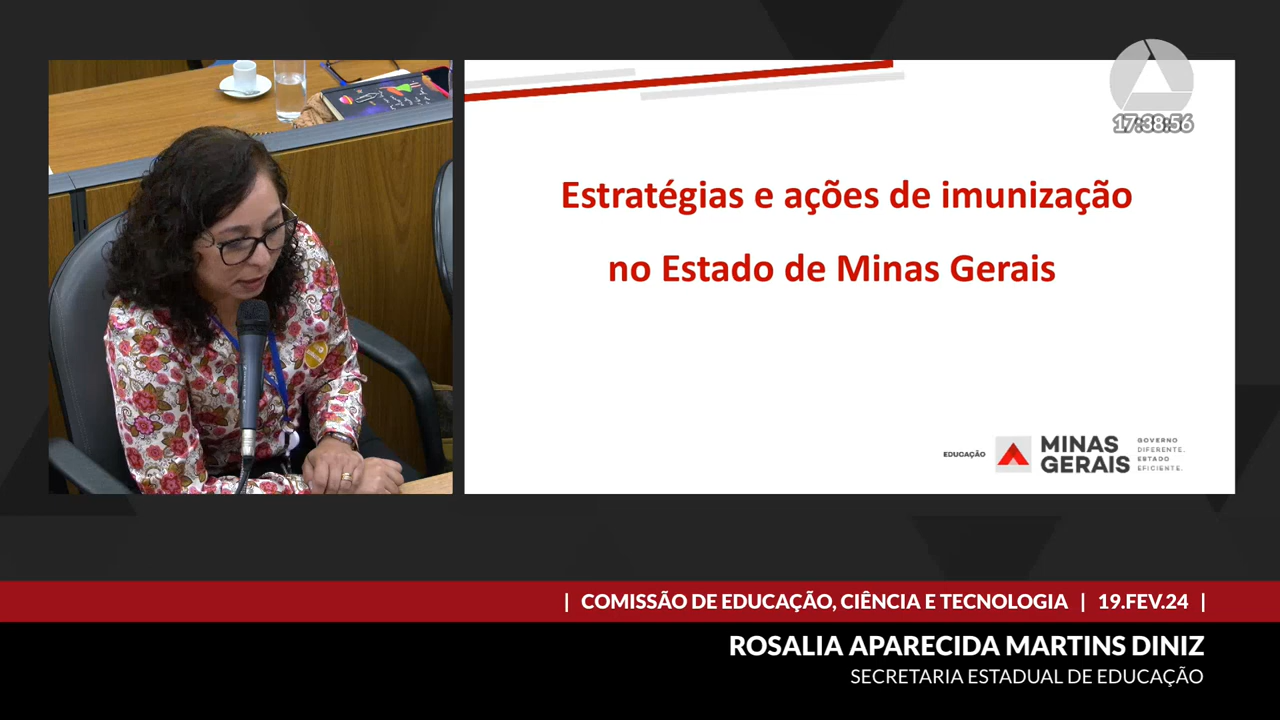 17:38:56
Estratégias e ações de imunização
no Estado de Minas Gerais
EDUCAÇÃO
MINAS
GERAIS
GOVERNO
DIFERENTE.
ESTADO
EFICIENTE.
| COMISSÃO DE EDUCAÇÃO, CIÊNCIA E TECNOLOGIA | 19.FEV.24 |
ROSALIA APARECIDA MARTINS DINIZ
SECRETARIA ESTADUAL DE EDUCAÇÃO